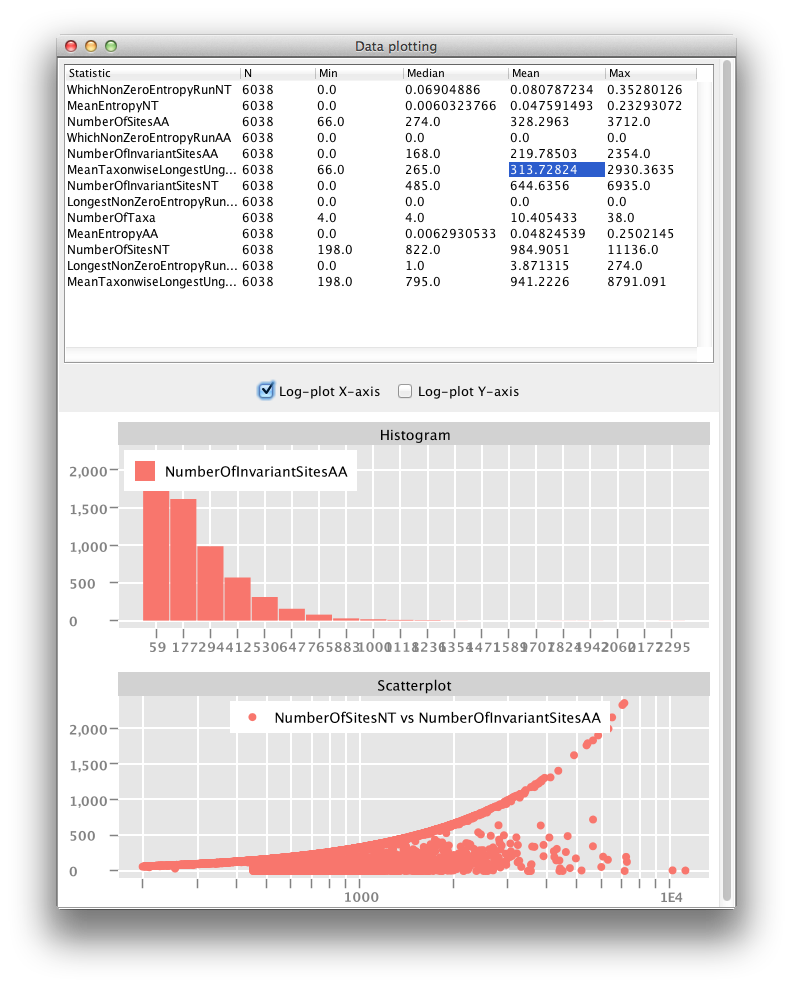 Data plotting
Statistic N Min Median Mean Max
WhichNonZeroEntropyRunNT 6038 0.0 0.06904886 0.080787234 0.35280126
MeanEntropyNT 6038 0.0 0.0060323766 0.047591493 0.23293072
NumberOfSitesAA 6038 66.0 274.0 328.2963 3712.0
WhichNonZeroEntropyRunAA 6038 0.0 0.0 0.0 0.0
NumberOfInvariantSitesAA 6038 0.0 168.0 219.78503 2354.0
MeanTaxonwiseLongestUng... 6038 66.0 265.0 313.72824 2930.3635
NumberOfInvariantSitesNT 6038 0.0 485.0 644.6356 6935.0
LongestNonZeroEntropyRun... 6038 0.0 0.0 0.0 0.0
NumberOfTaxa 6038 4.0 4.0 10.405433 38.0
MeanEntropyAA 6038 0.0 0.0062930533 0.04824539 0.2502145
NumberOfSitesNT 6038 198.0 822.0 984.9051 11136.0
LongestNonZeroEntropyRun... 6038 0.0 1.0 3.871315 274.0
MeanTaxonwiseLongestUng... 6038 198.0 795.0 941.2226 8791.091
Log-plot X-axis Log-plot Y-axis
Histogram
NumberOfInvariantSitesAA
2,000
1,500
1,000
500
0
59 177 294 412 530 647 765 883 1000 1118 1236 1354 1471 1589 1707 1824 1942 2060 2177 2295
Scatterplot
NumberOfSitesNT vs NumberOfInvariantSitesAA
2,000
1,500
1,000
500
0
1000 1E4